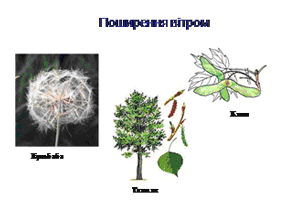 Поширення вітром
Клен
Кульбаба
Тополя